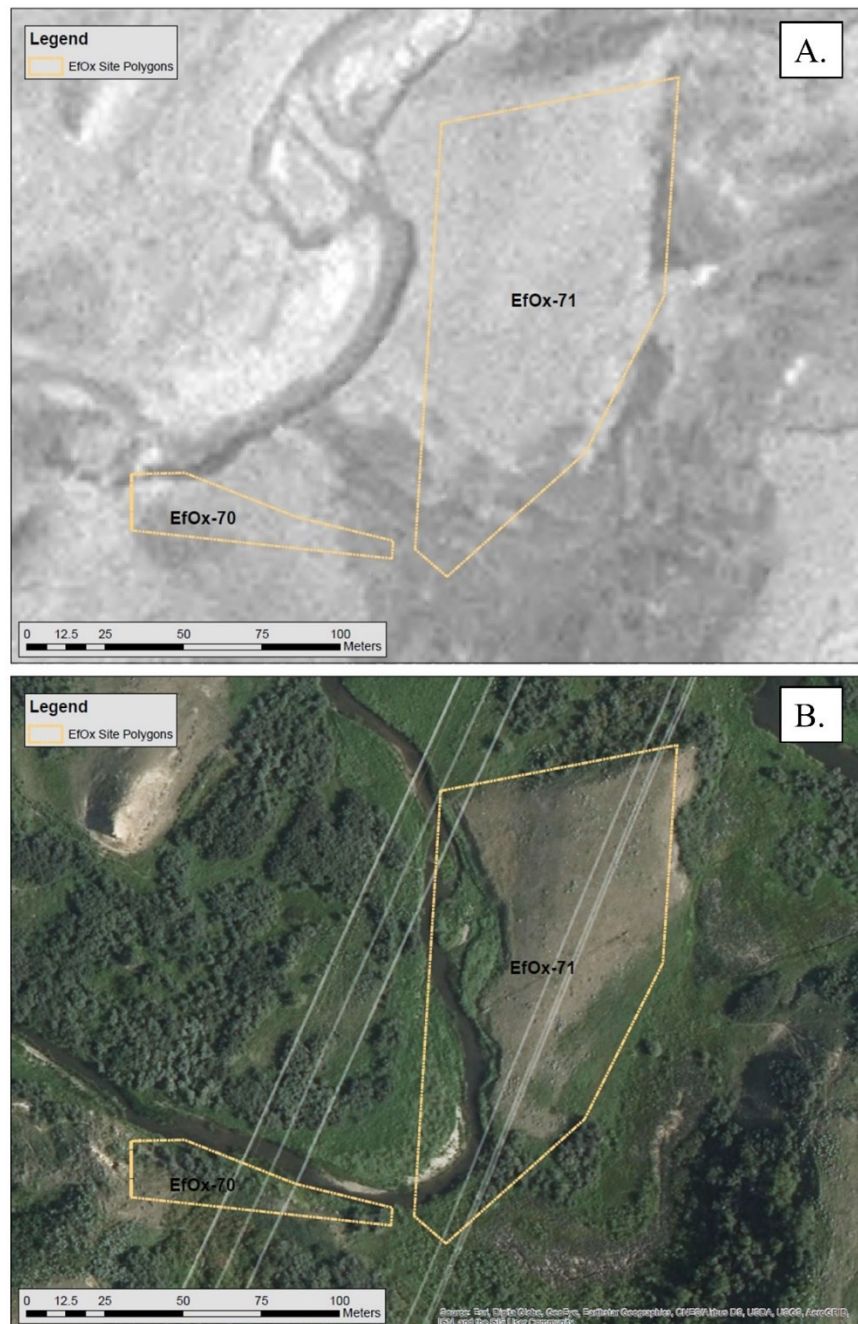 Legend
EfOx Site Polygons
A.
EfOx-71
EfOx-70
0 12.5 25 50 75 100
Meters
Legend
EfOx Site Polygons
B.
EfOx-71
EfOx-70
0 12.5 25 50 75 100
Meters
Source: Esri, DigitalGlobe, GeoEye, Earthstar Geographics, CNES/Airbus DS, USDA, USGS, AeroGRID,
IGN, and the GIS User Community